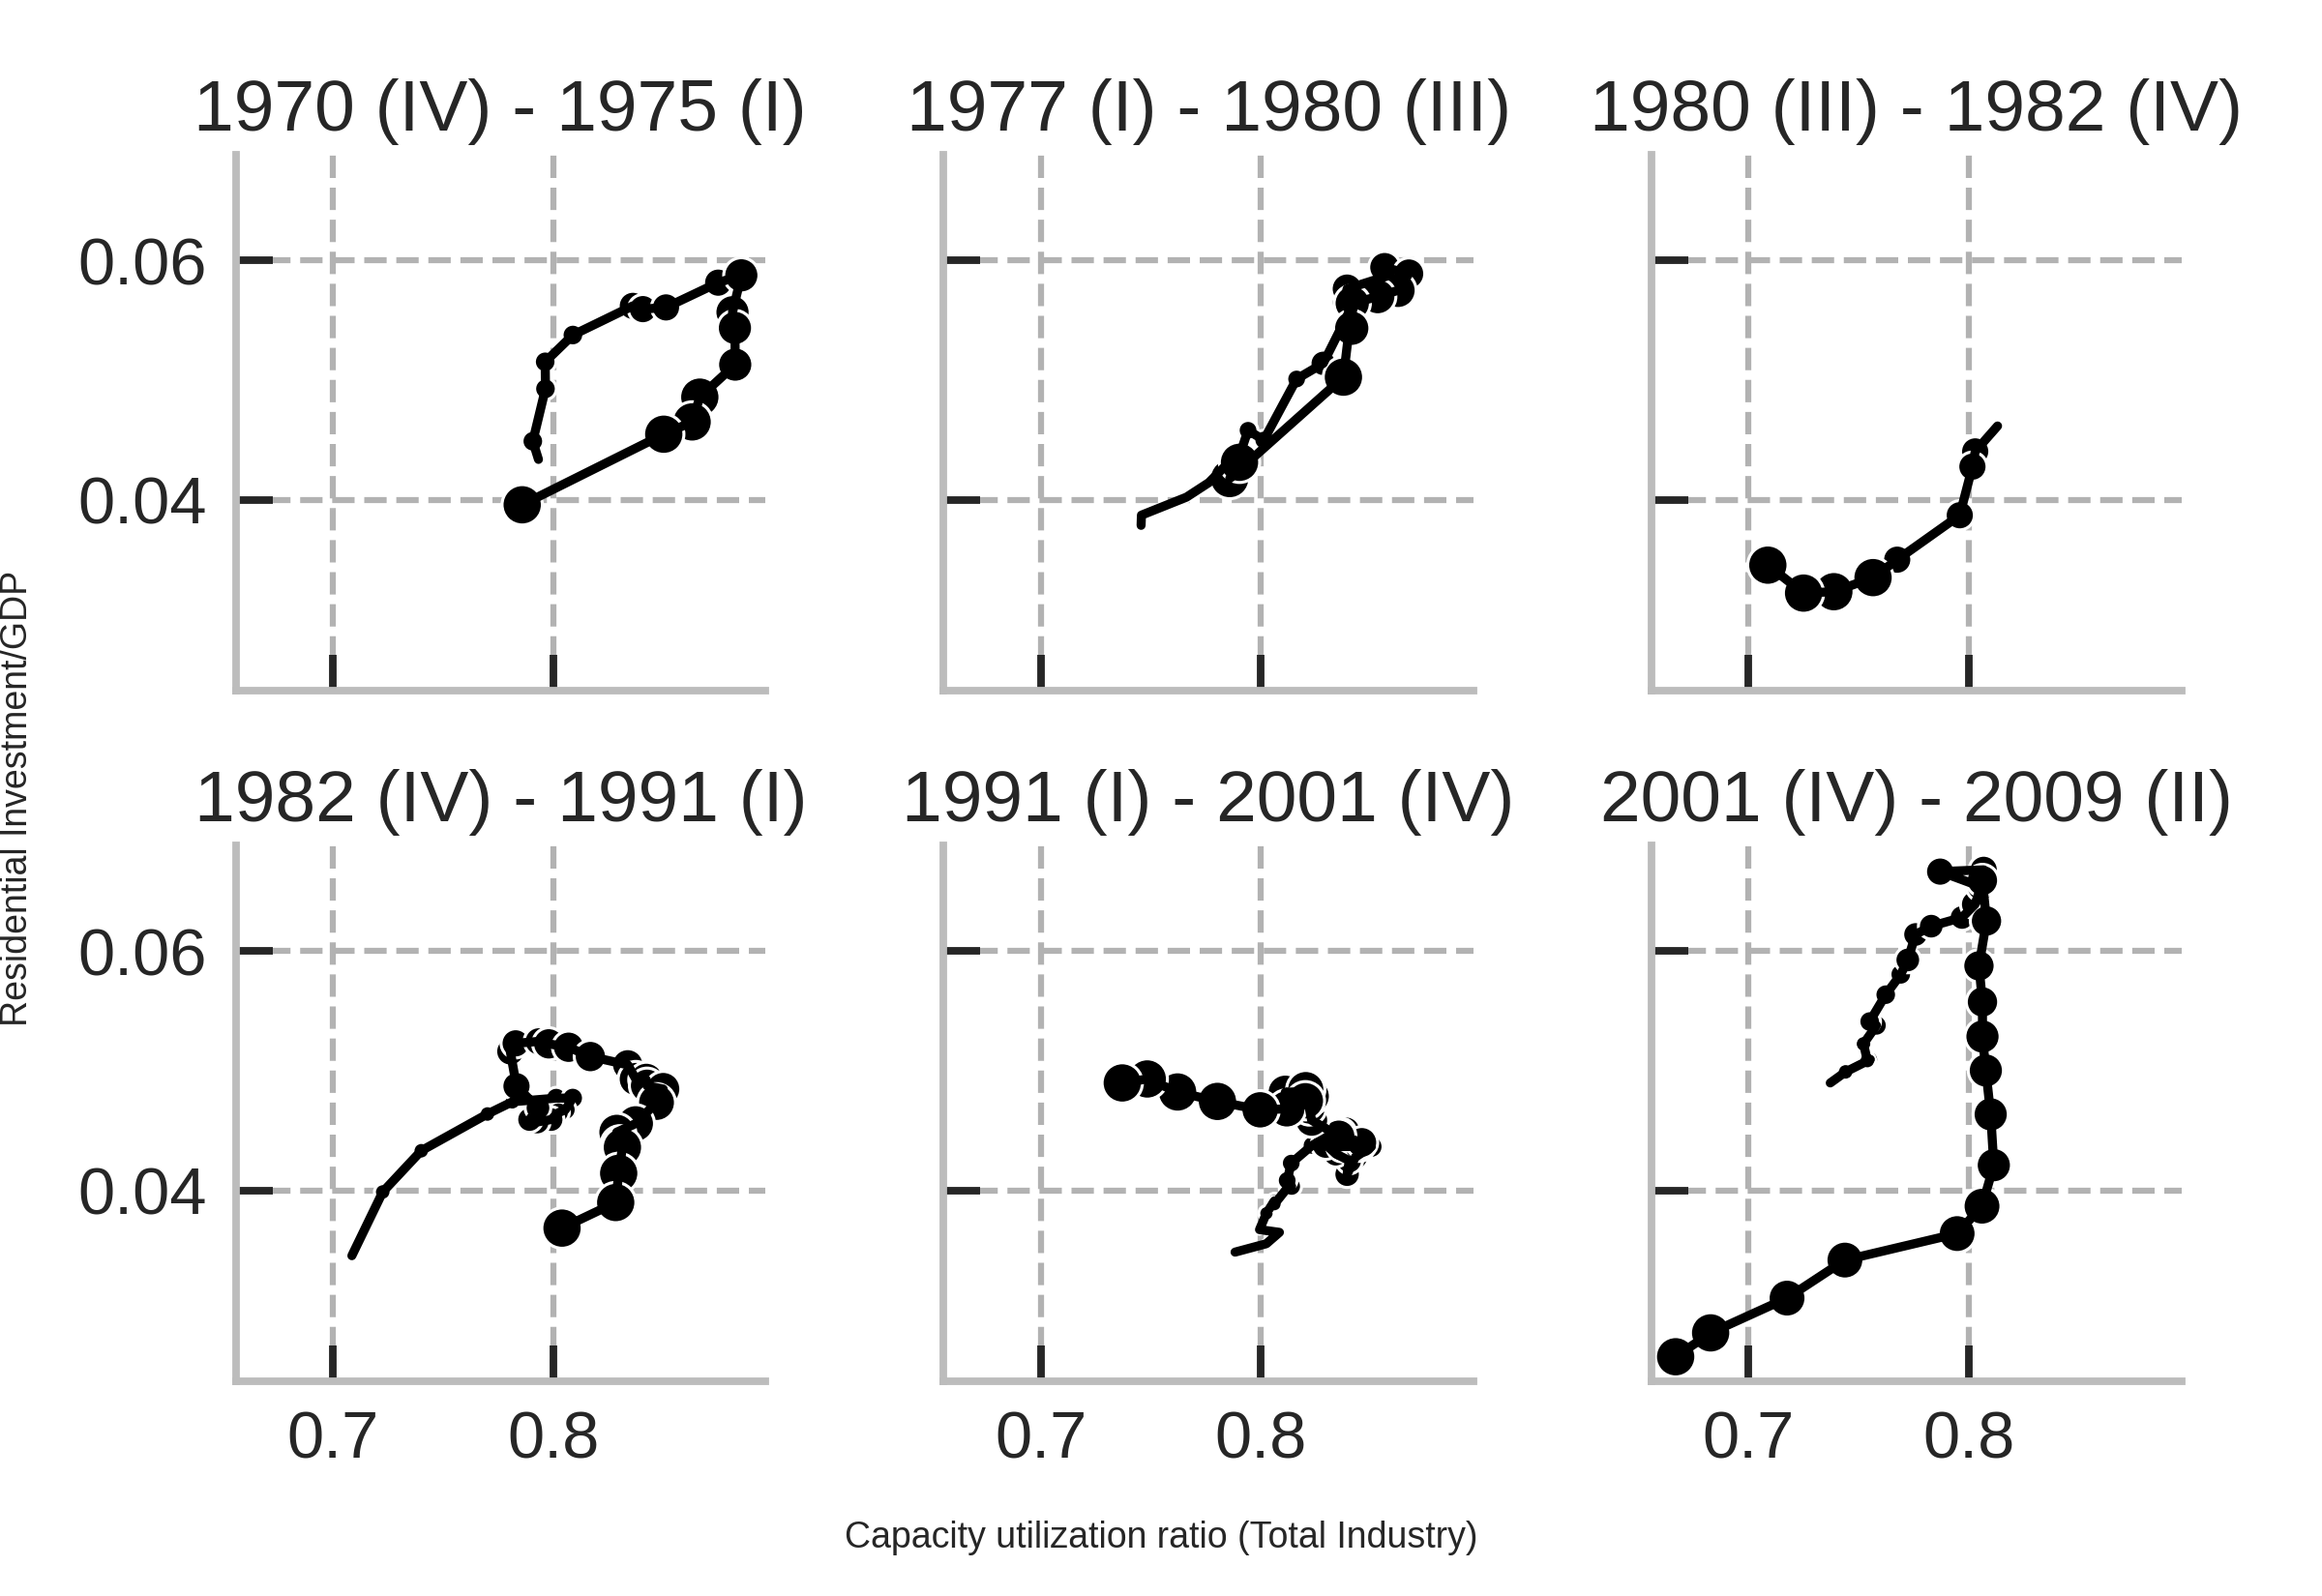 1970 (IV) - 1975 (I)
1977 (I) - 1980 (III)
1980 (III) - 1982 (IV)
0.06
0.04
Residential Investment/GDP
1982 (IV) - 1991 (I)
1991 (I) - 2001 (IV)
2001 (IV) - 2009 (II)
0.06
0.04
0.7
0.8
0.7
0.8
0.7
0.8
Capacity utilization ratio (Total Industry)